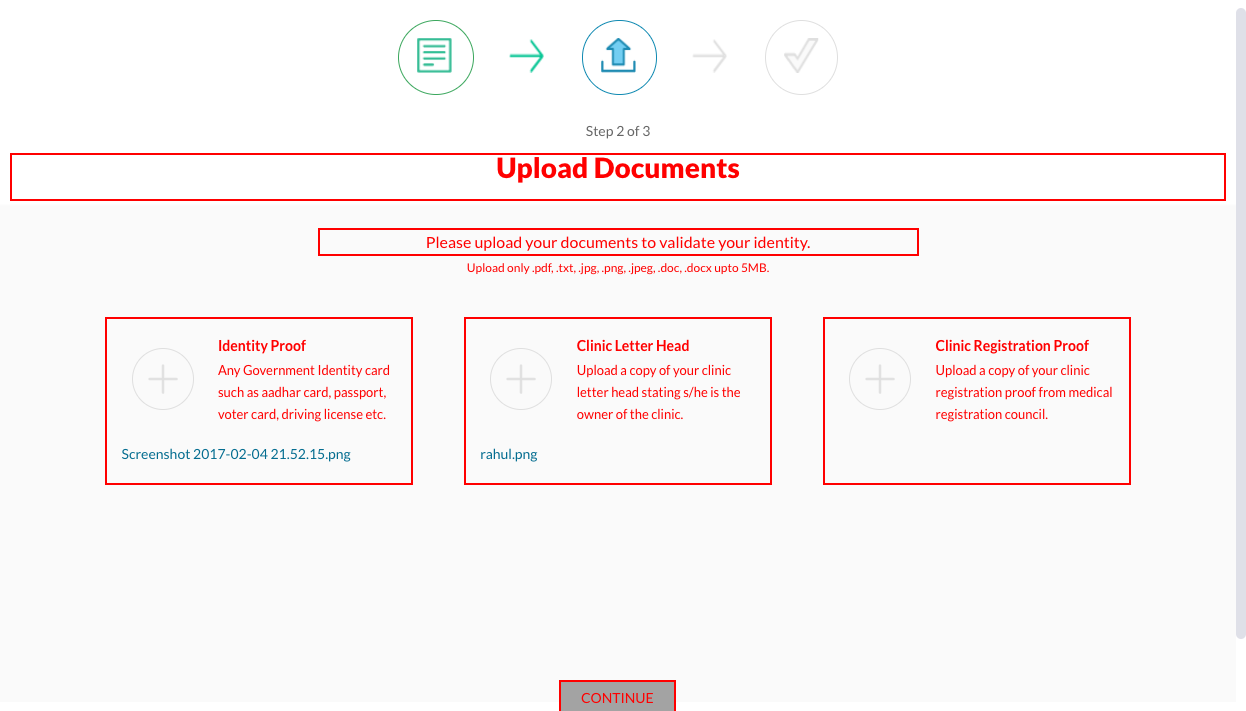 Step 2 of 3
Upload Documents
Please upload your documents to validate your identity.
Upload only .pdf, .txt, .jpg, .png, .jpeg, .doc, .docx upto 5MB.
Identity Proof
Any Government Identity card
such as aadhar card, passport,
voter card, driving license etc.
Screenshot 2017-02-04 21.52.15.png
Clinic Letter Head
Upload a copy of your clinic
letter head stating s/he is the
owner of the clinic.
rahul.png
Clinic Registration Proof
Upload a copy of your clinic
registration proof from medical
registration council.
CONTINUE